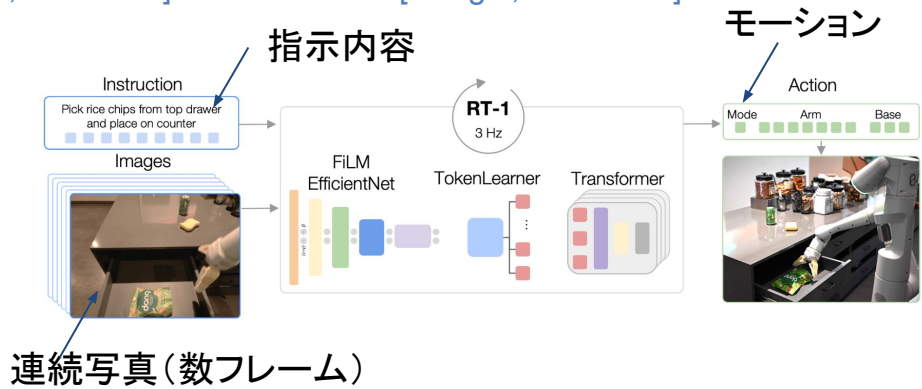 指示内容
モーション
Instruction
Pick rice chips from top drawer
and place on counter
Images
RT-1
3 Hz
FiLM
EfficientNet
TokenLearner
Transformer
Action
Mode Arm Base
連続写真（数フレーム）